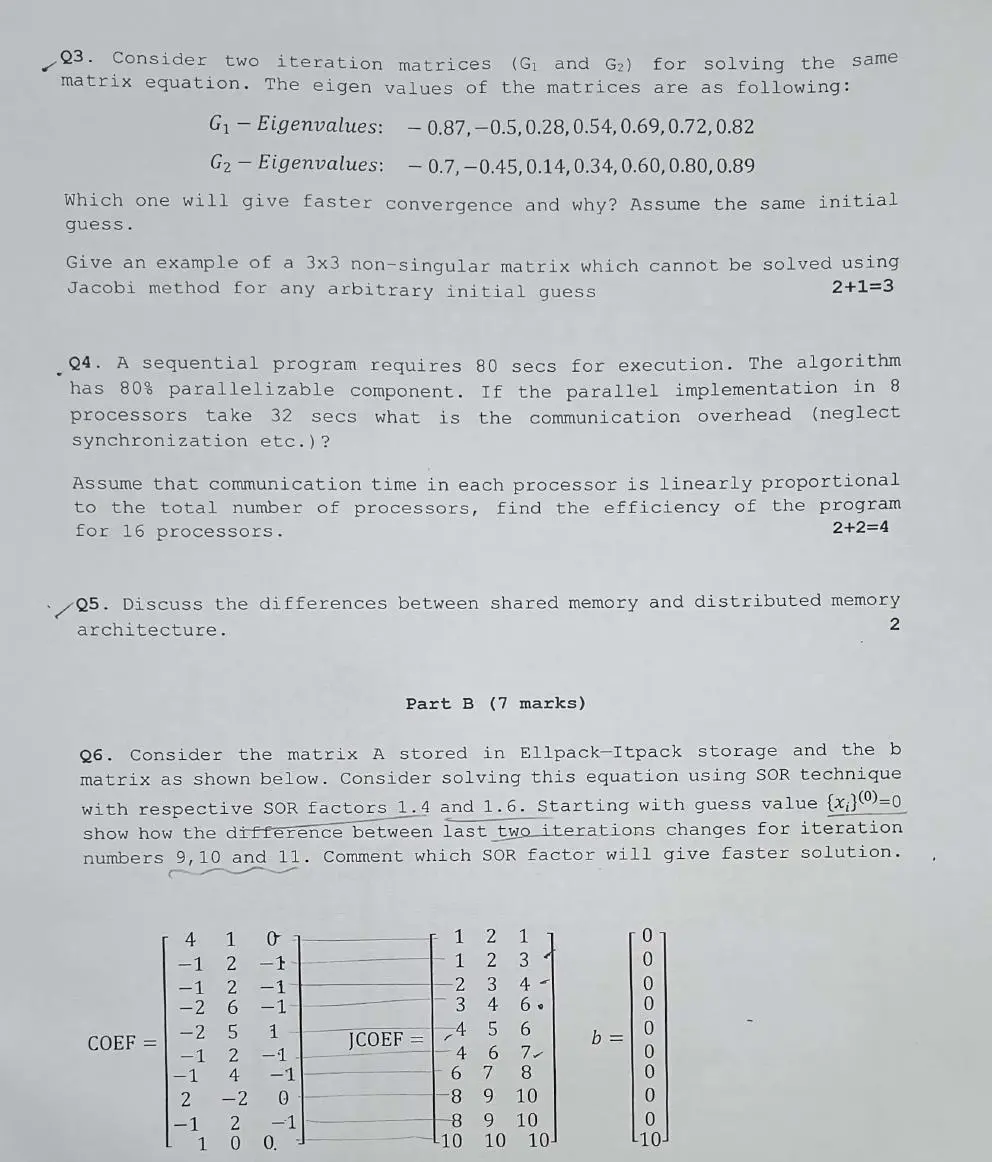 Q3. Consider two iteration matrices (G₁ and G₂) for solving the same
matrix equation. The eigen values of the matrices are as following:
G₁ − Eigenvalues: − 0.87, −0.5, 0.28, 0.54, 0.69, 0.72, 0.82
G₂ − Eigenvalues: − 0.7, −0.45, 0.14, 0.34, 0.60, 0.80, 0.89
Which one will give faster convergence and why? Assume the same initial
guess.
Give an example of a 3x3 non-singular matrix which cannot be solved using
Jacobi method for any arbitrary initial guess 2+1=3
Q4. A sequential program requires 80 secs for execution. The algorithm
has 80% parallelizable component. If the parallel implementation in 8
processors take 32 secs what is the communication overhead (neglect
synchronization etc.)?
Assume that communication time in each processor is linearly proportional
to the total number of processors, find the efficiency of the program
for 16 processors. 2+2=4
Q5. Discuss the differences between shared memory and distributed memory
architecture. 2
Part B (7 marks)
Q6. Consider the matrix A stored in Ellpack–Itpack storage and the b
matrix as shown below. Consider solving this equation using SOR technique
with respective SOR factors 1.4 and 1.6. Starting with guess value {xᵢ}⁽⁰⁾=0
show how the difference between last two iterations changes for iteration
numbers 9,10 and 11. Comment which SOR factor will give faster solution.
4 1 0 1 2 1 0
−1 2 −1 1 2 3 0
−1 2 −1 2 3 4 0
−2 6 −1 3 4 6 0
COEF = −2 5 1 JCOEF = 4 5 6 b = 0
−1 2 −1 4 6 7 0
−1 4 −1 6 7 8 0
2 −2 0 8 9 10 0
−1 2 −1 8 9 10 0
1 0 0. 10 10 10 10